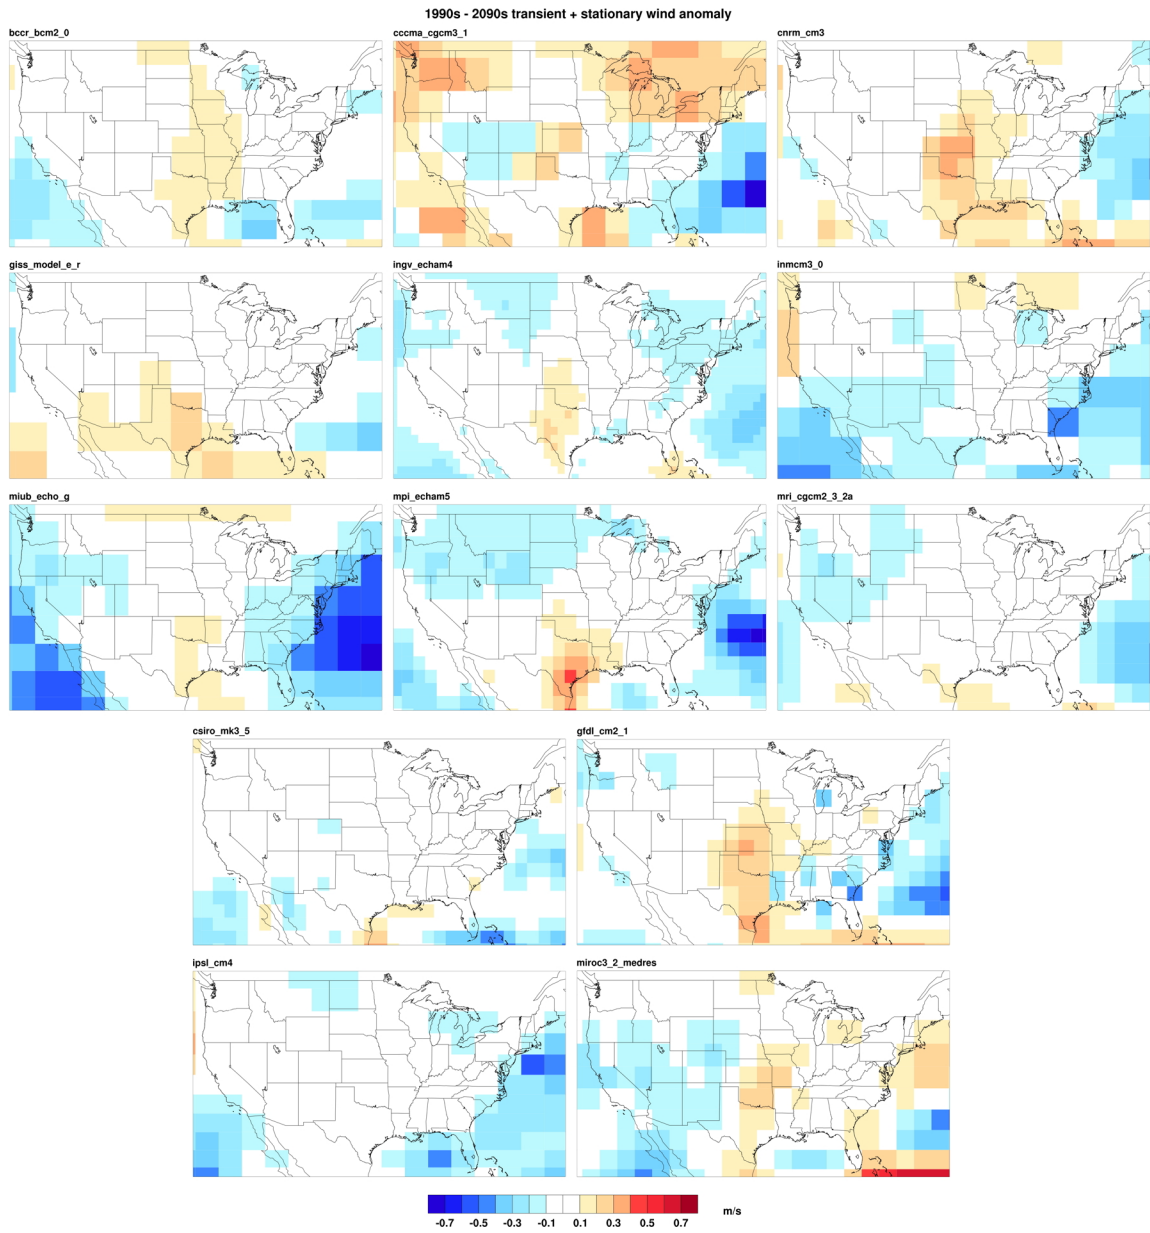 1990s - 2090s transient + stationary wind anomaly
bccr_bcm2_0
cccma_cgcm3_1
cnrm_cm3
giss_model_e_r
ingv_echam4
inmcm3_0
miub_echo_g
mpi_echam5
mri_cgcm2_3_2a
csiro_mk3_5
gfdl_cm2_1
ipsl_cm4
miroc3_2_medres
-0.7 -0.5 -0.3 -0.1 0.1 0.3 0.5 0.7 m/s